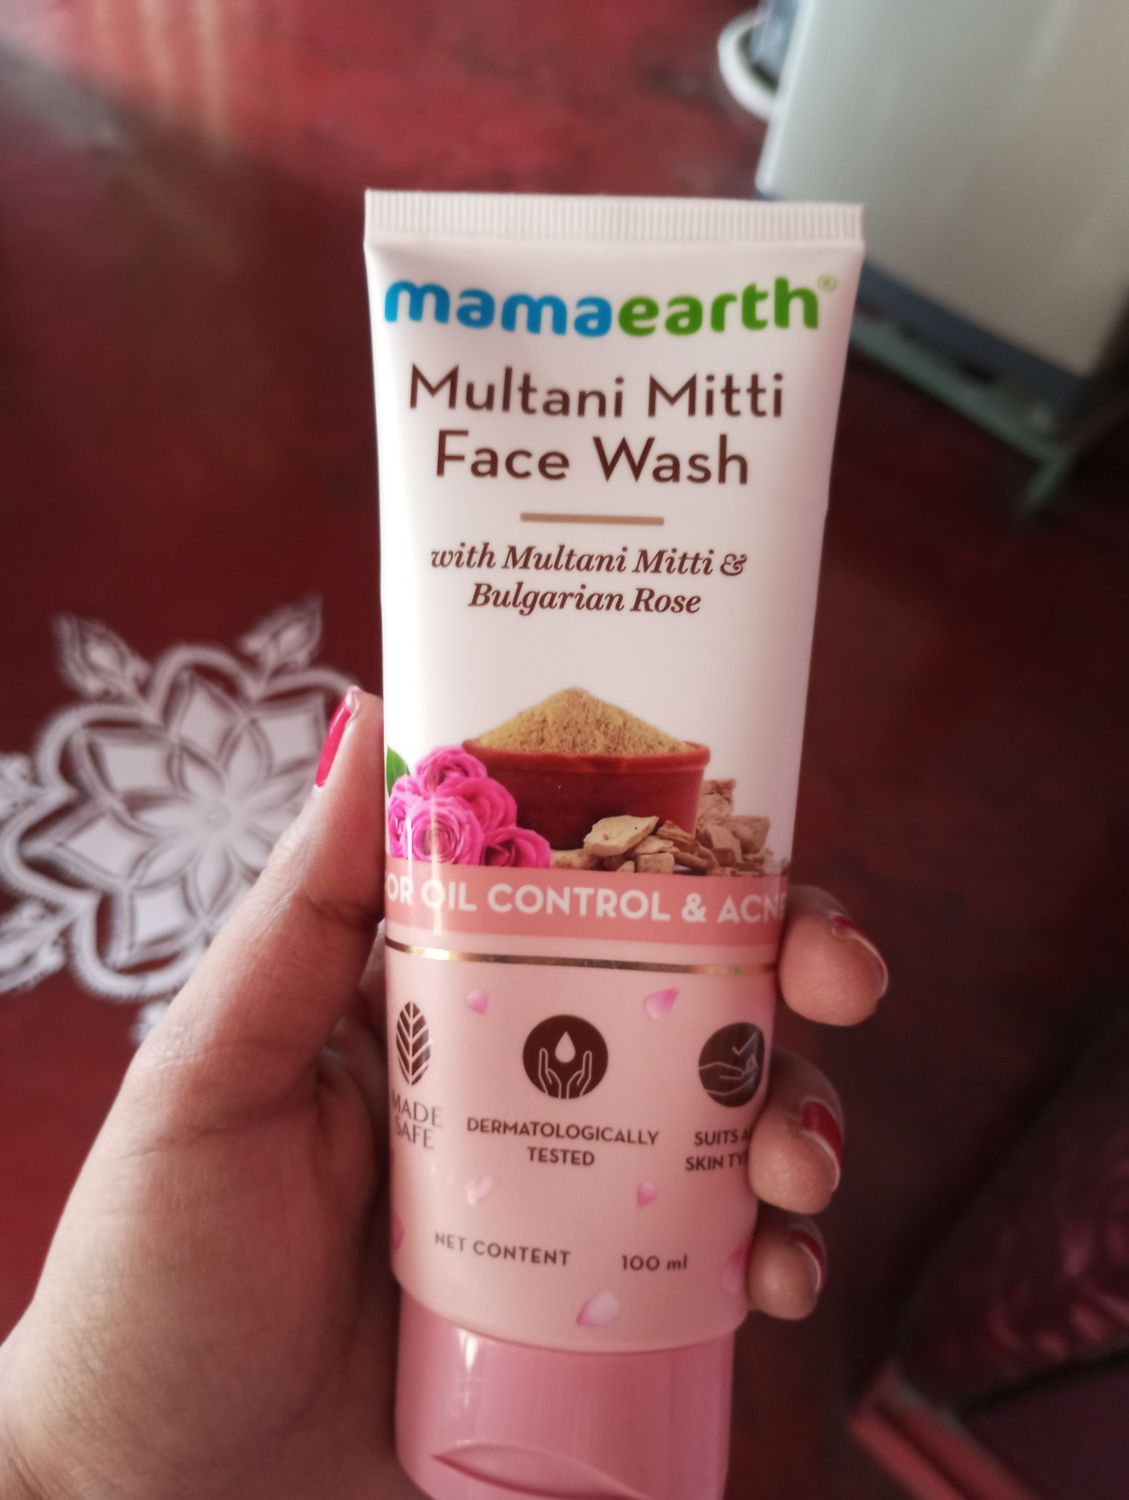 mamaearth®
Multani Mitti
Face Wash
with Multani Mitti &
Bulgarian Rose
OIL CONTROL & ACNE
MADE
SAFE
DERMATOLOGICALLY
TESTED
SUITS
SKIN
NET CONTENT 100 ml